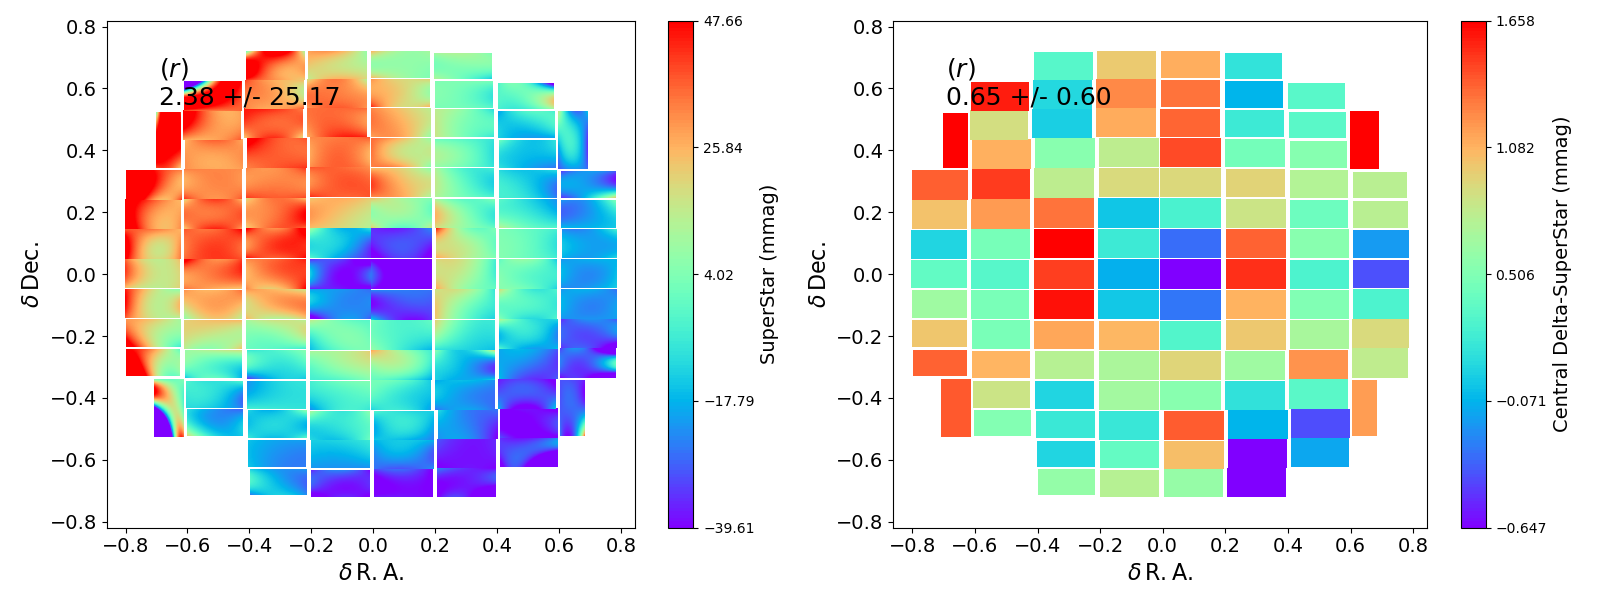 (r)
2.38 +/- 25.17
0.8
0.6
0.4
0.2
0.0
−0.2
−0.4
−0.6
−0.8
δ Dec.
−0.8 −0.6 −0.4 −0.2 0.0 0.2 0.4 0.6 0.8
δ R. A.
47.66
25.84
4.02
−17.79
−39.61
SuperStar (mmag)
(r)
0.65 +/- 0.60
0.8
0.6
0.4
0.2
0.0
−0.2
−0.4
−0.6
−0.8
δ Dec.
−0.8 −0.6 −0.4 −0.2 0.0 0.2 0.4 0.6 0.8
δ R. A.
1.658
1.082
0.506
−0.071
−0.647
Central Delta-SuperStar (mmag)